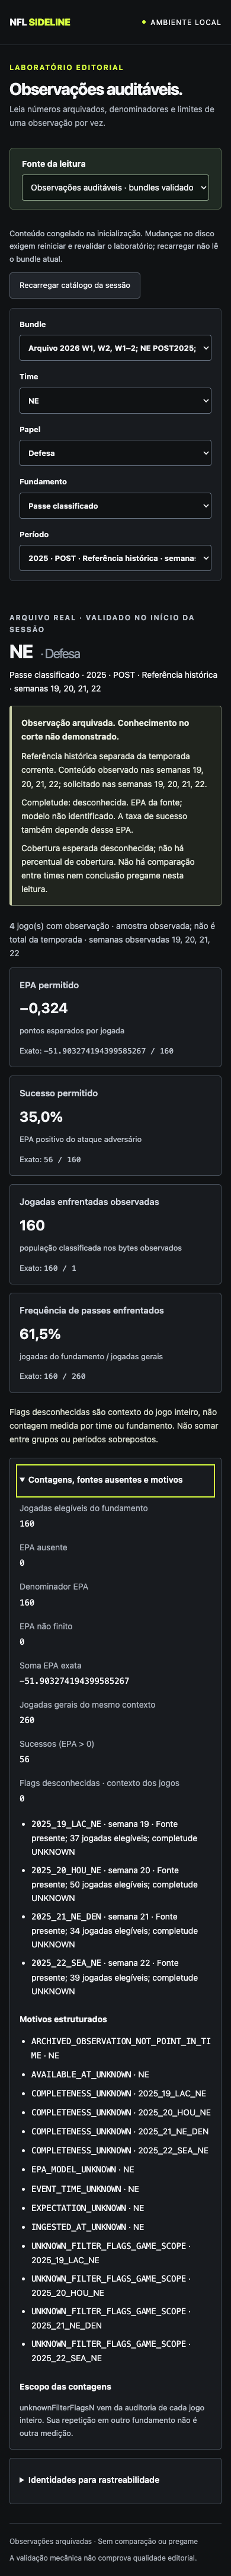 NFL SIDELINE
AMBIENTE LOCAL
LABORATÓRIO EDITORIAL
Observações auditáveis.
Leia números arquivados, denominadores e limites de
uma observação por vez.
Fonte da leitura
Observações auditáveis · bundles validado
Conteúdo congelado na inicialização. Mudanças no disco
exigem reiniciar e revalidar o laboratório; recarregar não lê
o bundle atual.
Recarregar catálogo da sessão
Bundle
Arquivo 2026 W1, W2, W1–2; NE POST2025;
Time
NE
Papel
Defesa
Fundamento
Passe classificado
Período
2025 · POST · Referência histórica · semanas
ARQUIVO REAL · VALIDADO NO INÍCIO DA
SESSÃO
NE · Defesa
Passe classificado · 2025 · POST · Referência histórica
· semanas 19, 20, 21, 22
Observação arquivada. Conhecimento no
corte não demonstrado.
Referência histórica separada da temporada
corrente. Conteúdo observado nas semanas 19,
20, 21, 22; solicitado nas semanas 19, 20, 21, 22.
Completude: desconhecida. EPA da fonte;
modelo não identificado. A taxa de sucesso
também depende desse EPA.
Cobertura esperada desconhecida; não há
percentual de cobertura. Não há comparação
entre times nem conclusão pregame nesta
leitura.
4 jogo(s) com observação · amostra observada; não é
total da temporada · semanas observadas 19, 20, 21,
22
EPA permitido
−0,324
pontos esperados por jogada
Exato: −51.903274194399585267 / 160
Sucesso permitido
35,0%
EPA positivo do ataque adversário
Exato: 56 / 160
Jogadas enfrentadas observadas
160
população classificada nos bytes observados
Exato: 160 / 1
Frequência de passes enfrentados
61,5%
jogadas do fundamento / jogadas gerais
Exato: 160 / 260
Flags desconhecidas são contexto do jogo inteiro, não
contagem medida por time ou fundamento. Não somar
entre grupos ou períodos sobrepostos.
▼ Contagens, fontes ausentes e motivos
Jogadas elegíveis do fundamento
160
EPA ausente
0
Denominador EPA
160
EPA não finito
0
Soma EPA exata
−51.903274194399585267
Jogadas gerais do mesmo contexto
260
Sucessos (EPA > 0)
56
Flags desconhecidas · contexto dos jogos
0
• 2025_19_LAC_NE · semana 19 · Fonte
presente; 37 jogadas elegíveis; completude
UNKNOWN
• 2025_20_HOU_NE · semana 20 · Fonte
presente; 50 jogadas elegíveis; completude
UNKNOWN
• 2025_21_NE_DEN · semana 21 · Fonte
presente; 34 jogadas elegíveis; completude
UNKNOWN
• 2025_22_SEA_NE · semana 22 · Fonte
presente; 39 jogadas elegíveis; completude
UNKNOWN
Motivos estruturados
• ARCHIVED_OBSERVATION_NOT_POINT_IN_TI
ME · NE
• AVAILABLE_AT_UNKNOWN · NE
• COMPLETENESS_UNKNOWN · 2025_19_LAC_NE
• COMPLETENESS_UNKNOWN · 2025_20_HOU_NE
• COMPLETENESS_UNKNOWN · 2025_21_NE_DEN
• COMPLETENESS_UNKNOWN · 2025_22_SEA_NE
• EPA_MODEL_UNKNOWN · NE
• EVENT_TIME_UNKNOWN · NE
• EXPECTATION_UNKNOWN · NE
• INGESTED_AT_UNKNOWN · NE
• UNKNOWN_FILTER_FLAGS_GAME_SCOPE ·
2025_19_LAC_NE
• UNKNOWN_FILTER_FLAGS_GAME_SCOPE ·
2025_20_HOU_NE
• UNKNOWN_FILTER_FLAGS_GAME_SCOPE ·
2025_21_NE_DEN
• UNKNOWN_FILTER_FLAGS_GAME_SCOPE ·
2025_22_SEA_NE
Escopo das contagens
unknownFilterFlagsN vem da auditoria de cada jogo
inteiro. Sua repetição em outro fundamento não é
outra medição.
▶ Identidades para rastreabilidade
Observações arquivadas · Sem comparação ou pregame
A validação mecânica não comprova qualidade editorial.